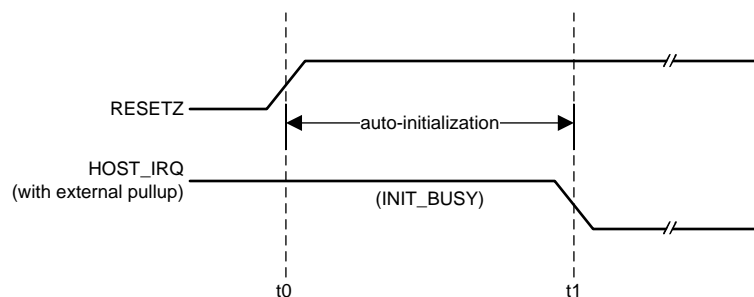 RESETZ
auto-initialization
HOST_IRQ
(with external pullup)
(INIT_BUSY)
t0
t1